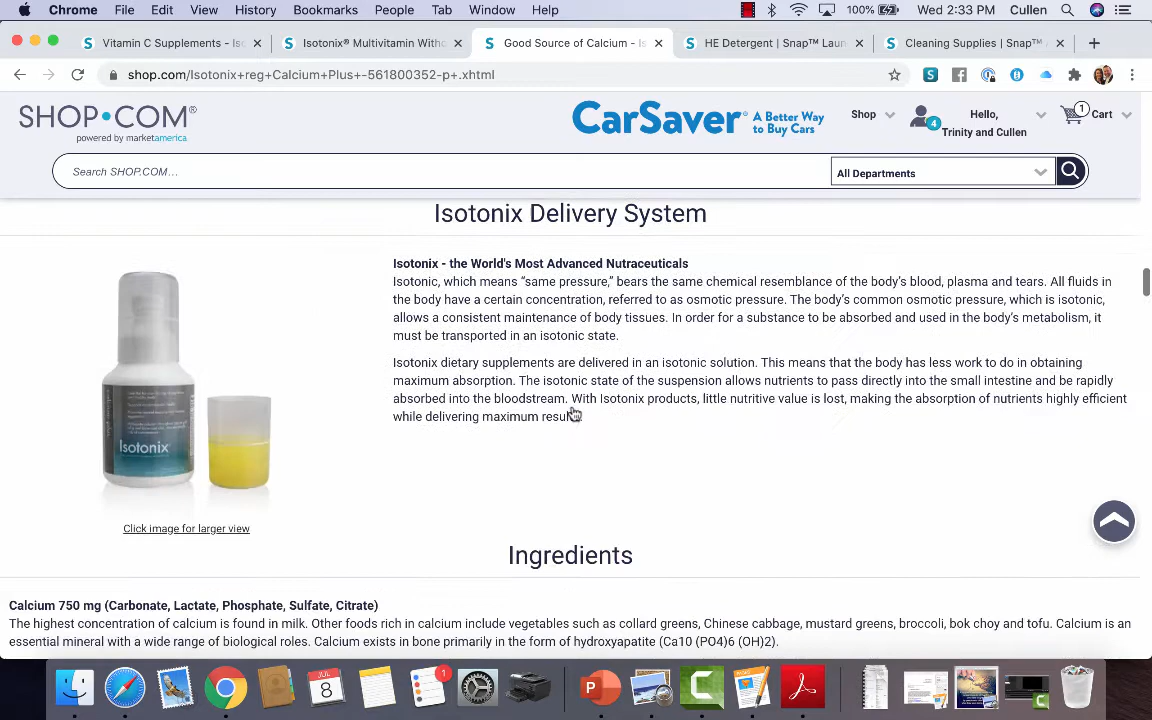 Chrome File Edit View History Bookmarks People Tab Window Help 100% Wed 2:33 PM Cullen
Vitamin C Supplements - Iso
Isotonix® Multivitamin Witho
Good Source of Calcium - Is
HE Detergent | Snap™ Laun
Cleaning Supplies | Snap™
shop.com/Isotonix+reg+Calcium+Plus+-561800352-p+.xhtml
SHOP•COM
powered by marketamerica
CarSaver® A Better Way
to Buy Cars
Shop
4
Hello,
Trinity and Cullen
1
Cart
Search SHOP.COM...
All Departments
Isotonix Delivery System
Isotonix - the World's Most Advanced Nutraceuticals
Isotonic, which means “same pressure,” bears the same chemical resemblance of the body’s blood, plasma and tears. All fluids in
the body have a certain concentration, referred to as osmotic pressure. The body’s common osmotic pressure, which is isotonic,
allows a consistent maintenance of body tissues. In order for a substance to be absorbed and used in the body’s metabolism, it
must be transported in an isotonic state.
Isotonix dietary supplements are delivered in an isotonic solution. This means that the body has less work to do in obtaining
maximum absorption. The isotonic state of the suspension allows nutrients to pass directly into the small intestine and be rapidly
absorbed into the bloodstream. With Isotonix products, little nutritive value is lost, making the absorption of nutrients highly efficient
while delivering maximum
Isotonix
Click image for larger view
Ingredients
Calcium 750 mg (Carbonate, Lactate, Phosphate, Sulfate, Citrate)
The highest concentration of calcium is found in milk. Other foods rich in calcium include vegetables such as collard greens, Chinese cabbage, mustard greens, broccoli, bok choy and tofu. Calcium is an
essential mineral with a wide range of biological roles. Calcium exists in bone primarily in the form of hydroxyapatite (Ca10 (PO4)6 (OH)2).
JUL
8
1